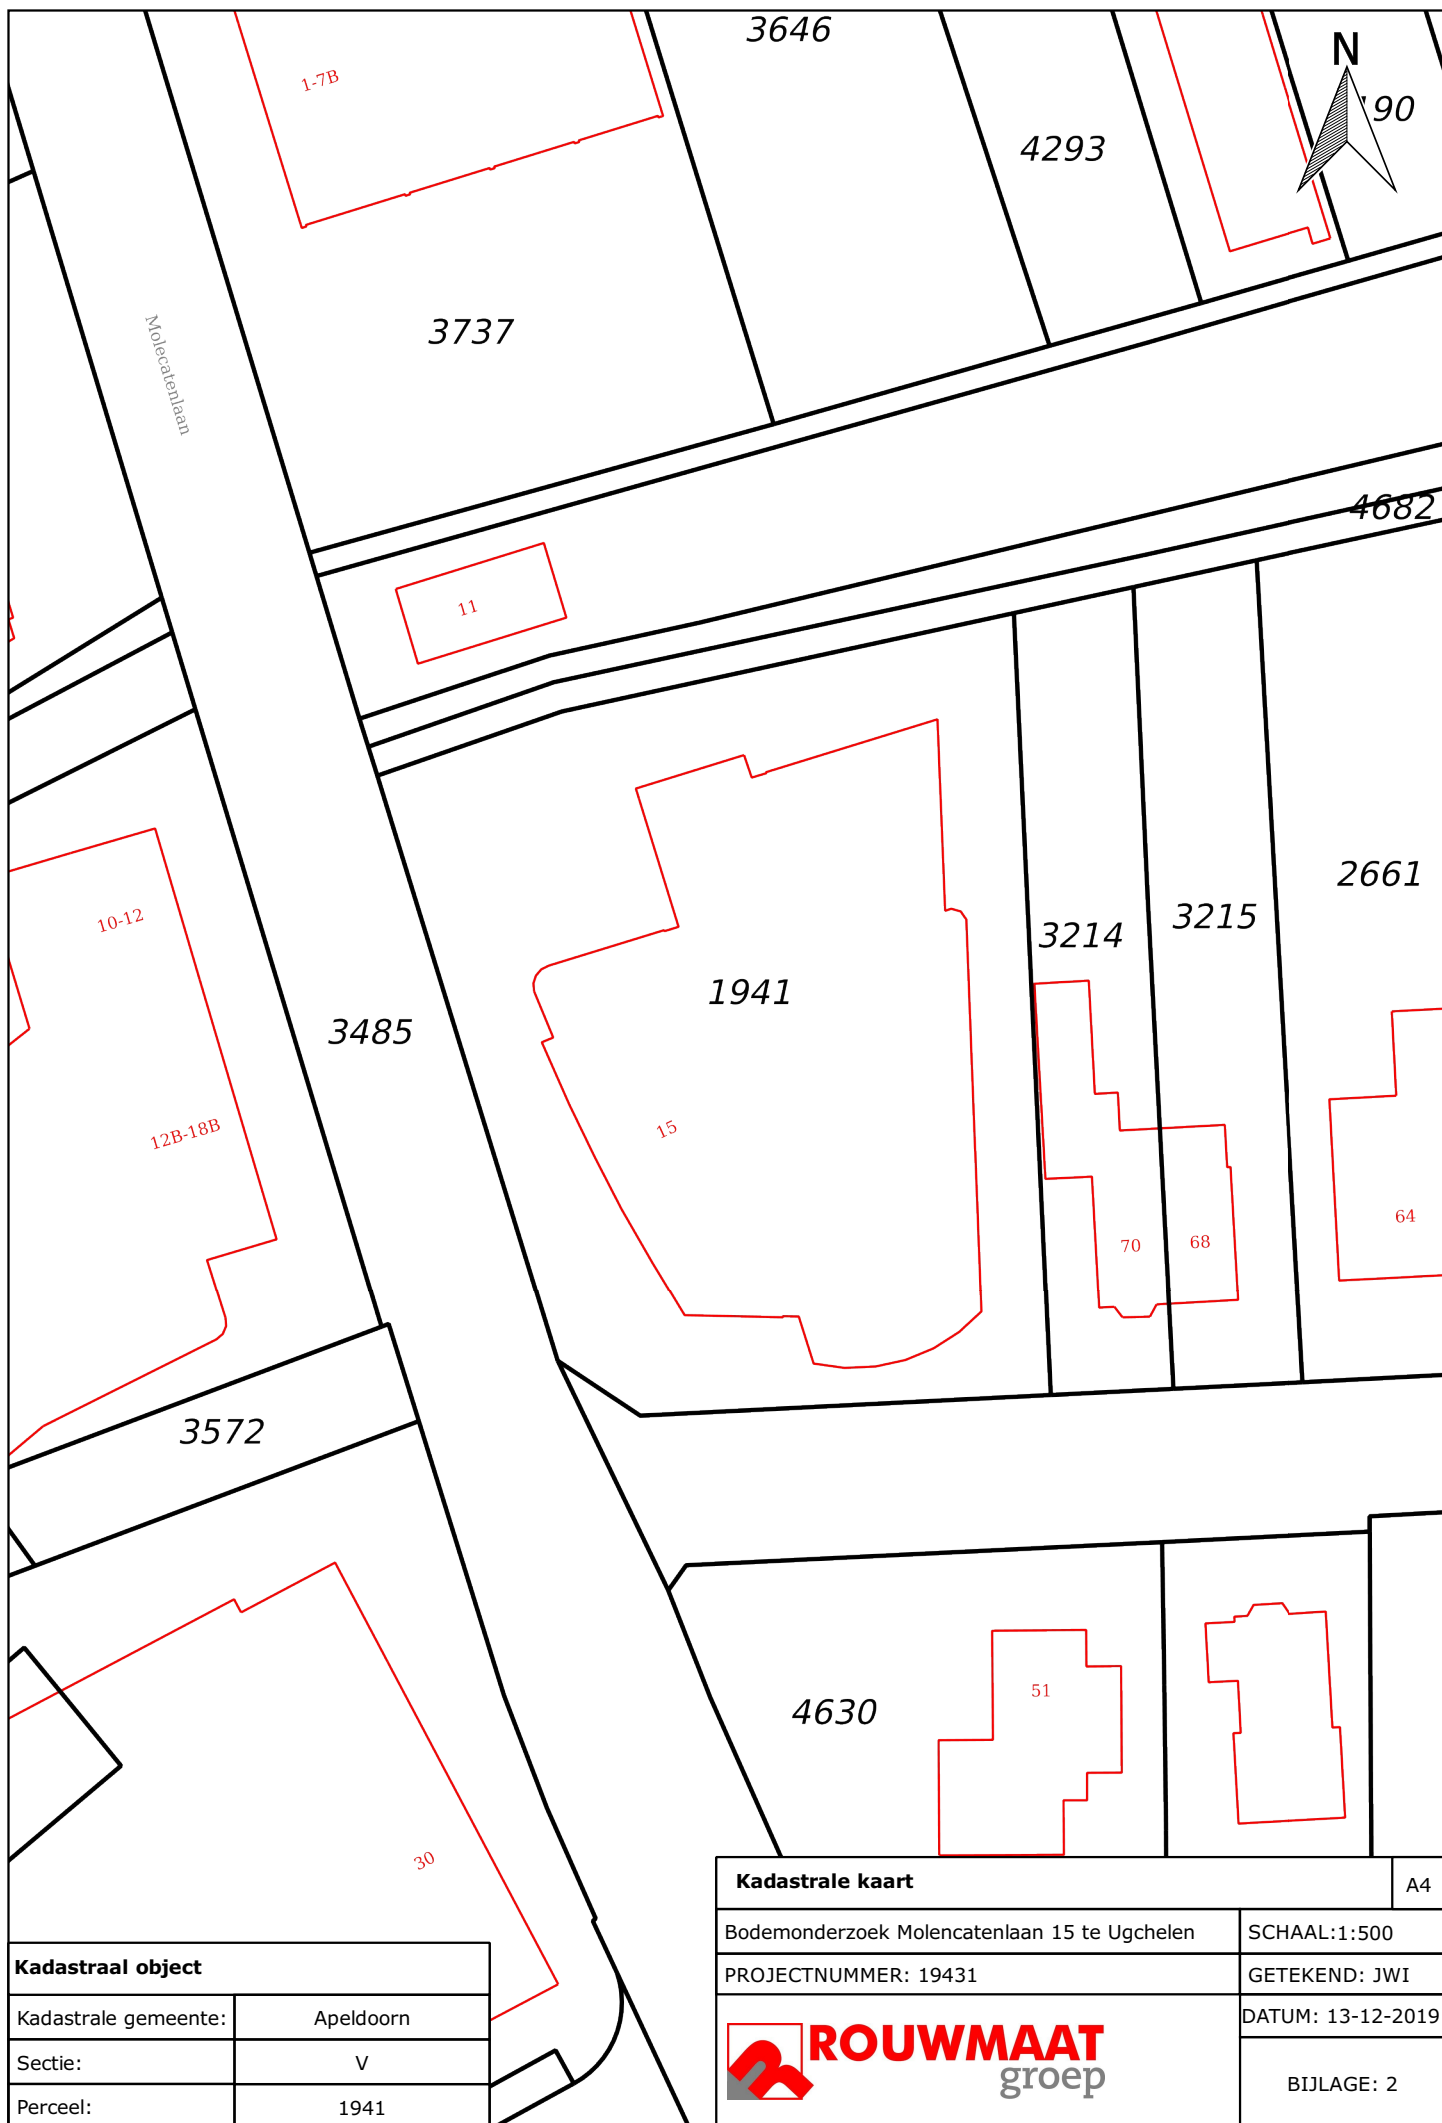 3646
N
1-7B
190
4293
Molecatenlaan
3737
4682
11
2661
10-12
3215
3214
1941
3485
15
12B-18B
64
70
68
3572
51
4630
30
Kadastrale kaart
A4
Bodemonderzoek Molencatenlaan 15 te Ugchelen
SCHAAL:1:500
PROJECTNUMMER: 19431
GETEKEND: JWI
DATUM: 13-12-2019
ROUWMAAT
groep
BIJLAGE: 2
Kadastraal object
Kadastrale gemeente: Apeldoorn
Sectie: V
Perceel: 1941